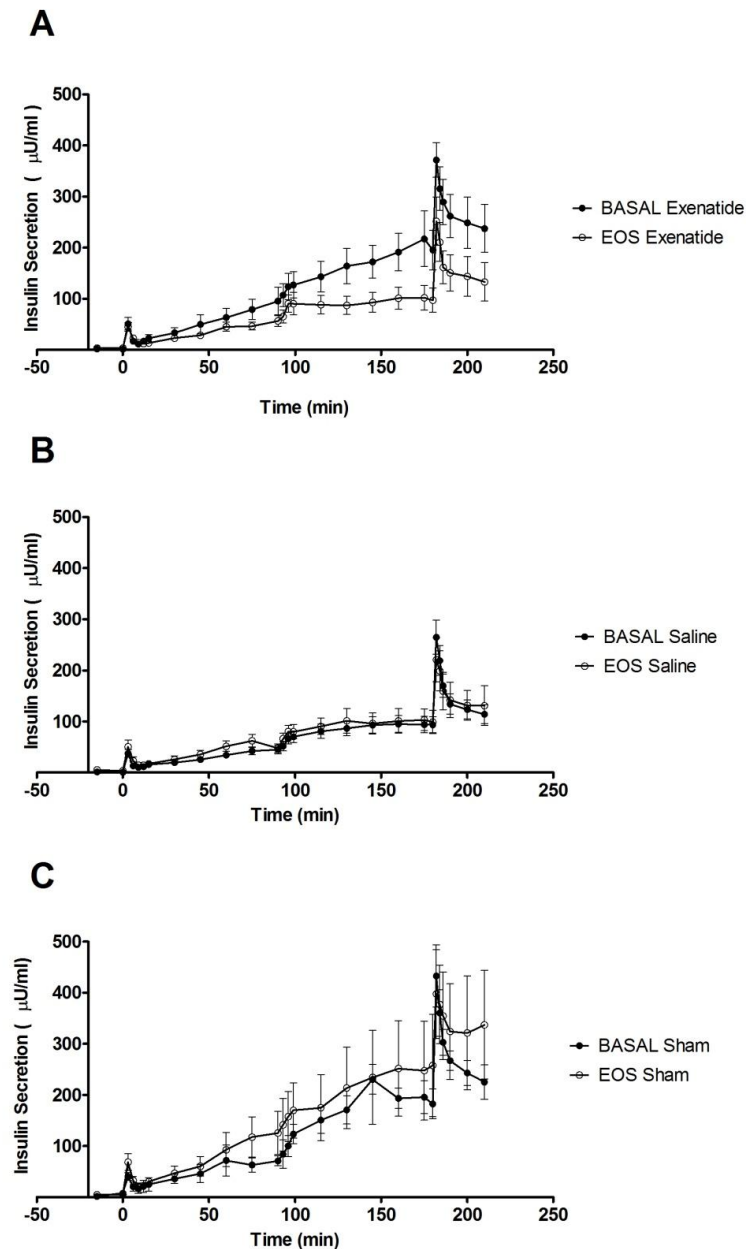 A
Insulin Secretion ( μU/ml)
500
400
300
200
100
-50 0 50 100 150 200 250
Time (min)
BASAL Exenatide
EOS Exenatide
B
Insulin Secretion ( μU/ml)
500
400
300
200
100
-50 0 50 100 150 200 250
Time (min)
BASAL Saline
EOS Saline
C
Insulin Secretion ( μU/ml)
500
400
300
200
100
-50 0 50 100 150 200 250
Time (min)
BASAL Sham
EOS Sham